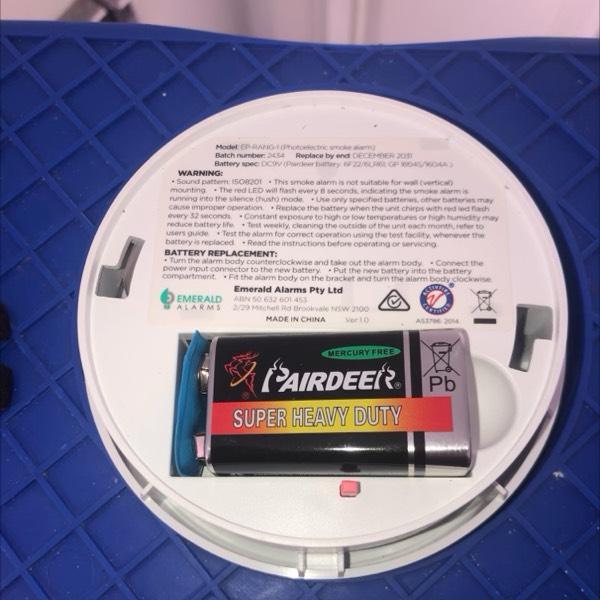 Model: EP-RANG-1 (Photoelectric smoke alarm)
Batch number: 2434 Replace by end: DECEMBER 2031
Battery spec: DC9V (Pairdeer battery: 6F22/6LR61, GP 1604S/1604A )
WARNING:
• Sound pattern: ISO8201 • This smoke alarm is not suitable for wall (vertical)
mounting. • The red LED will flash every 8 seconds, indicating the smoke alarm is
running into the silence (hush) mode. • Use only specified batteries, other batteries may
cause improper operation. • Replace the battery when the unit chirps with red led flash
every 32 seconds. • Constant exposure to high or low temperatures or high humidity may
reduce battery life. • Test weekly, cleaning the outside of the unit each month, refer to
users guide. • Test the alarm for correct operation using the test facility, whenever the
battery is replaced. • Read the instructions before operating or servicing.
BATTERY REPLACEMENT:
• Turn the alarm body counterclockwise and take out the alarm body. • Connect the
power input connector to the new battery. • Put the new battery into the battery
compartment. • Fit the alarm body on the bracket and turn the alarm body clockwise.
EMERALD
ALARMS
Emerald Alarms Pty Ltd
ABN 50 632 601 453
2/29 Mitchell Rd Brookvale NSW 2100
MADE IN CHINA Ver:1.0
AS3786: 2014
MERCURY FREE
PAIRDEER®
Pb
SUPER HEAVY DUTY